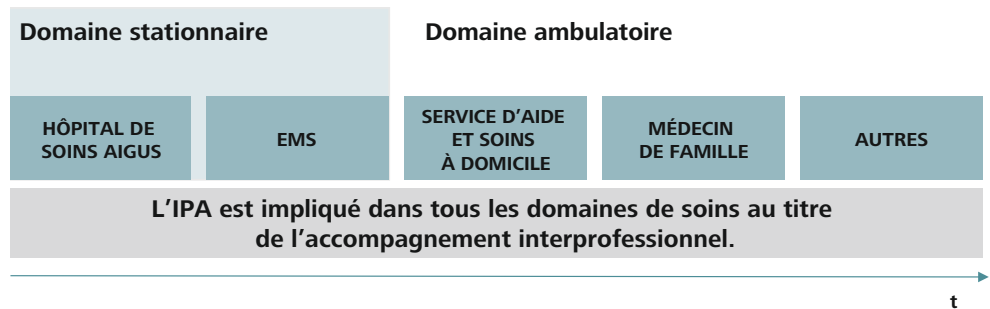 Domaine stationnaire
Domaine ambulatoire
HÔPITAL DE
SOINS AIGUS
EMS
SERVICE D'AIDE
ET SOINS
À DOMICILE
MÉDECIN
DE FAMILLE
AUTRES
L'IPA est impliqué dans tous les domaines de soins au titre
de l'accompagnement interprofessionnel.
t